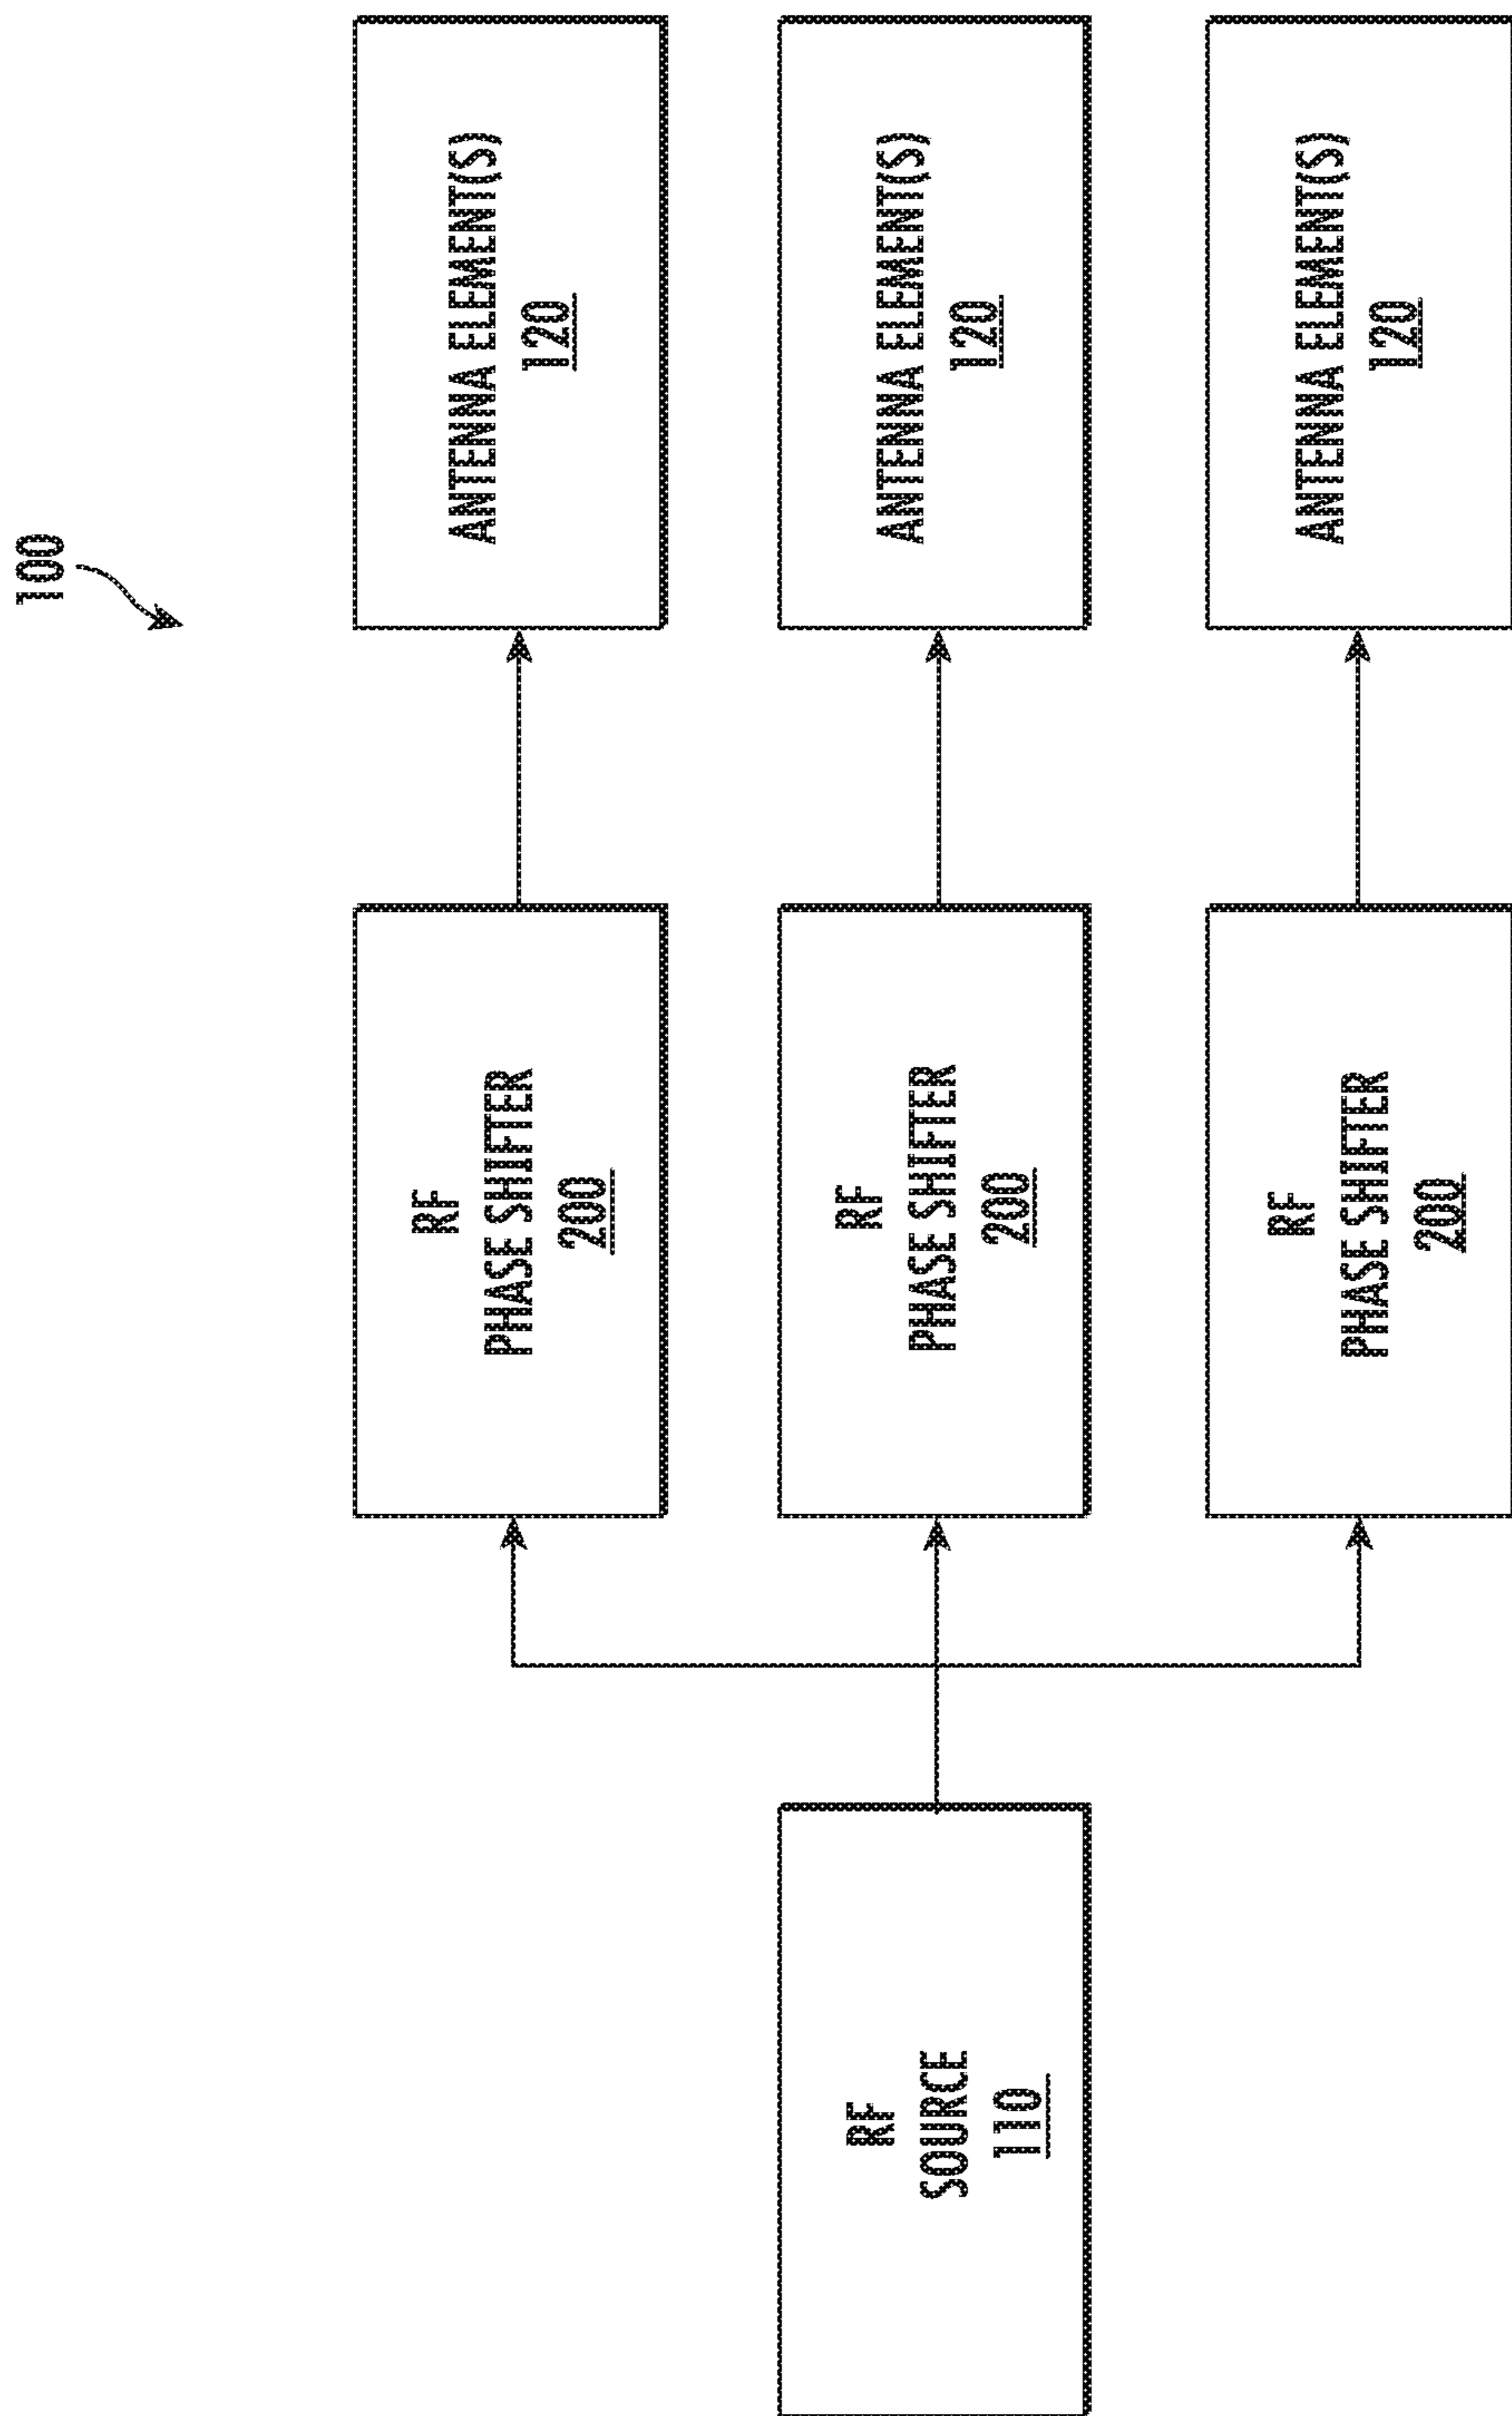 100
RF
SOURCE
110
RF
PHASE SHIFTER
200
ANTENNA ELEMENT(S)
120
RF
PHASE SHIFTER
200
ANTENNA ELEMENT(S)
120
RF
PHASE SHIFTER
200
ANTENNA ELEMENT(S)
120